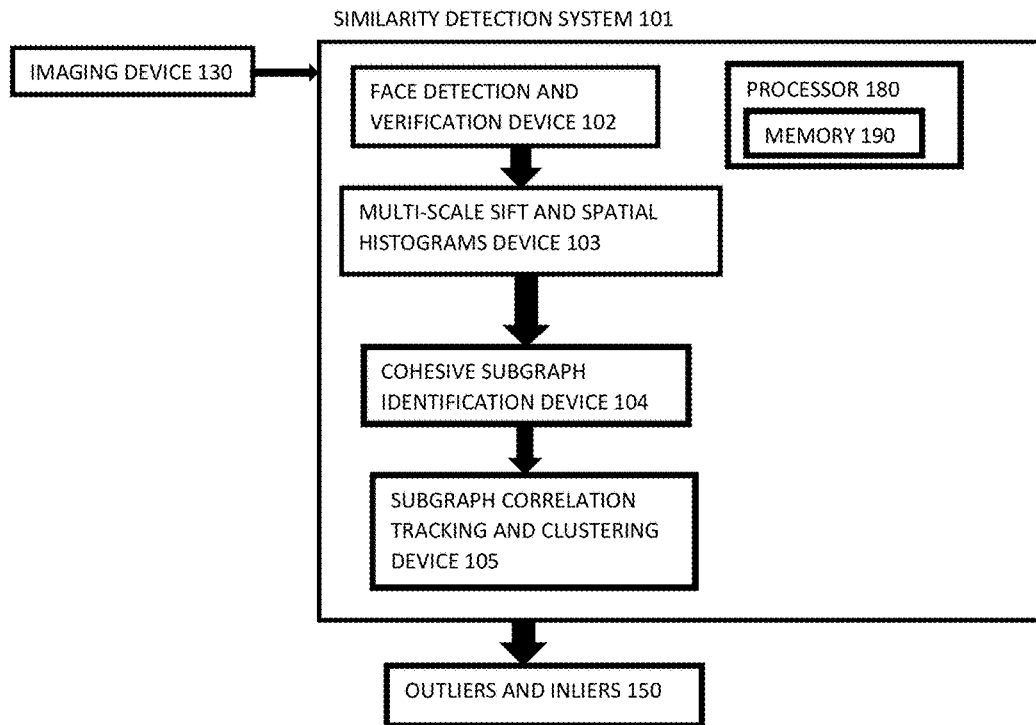 SIMILARITY DETECTION SYSTEM 101
IMAGING DEVICE 130
FACE DETECTION AND
VERIFICATION DEVICE 102
PROCESSOR 180
MEMORY 190
MULTI-SCALE SIFT AND SPATIAL
HISTOGRAMS DEVICE 103
COHESIVE SUBGRAPH
IDENTIFICATION DEVICE 104
SUBGRAPH CORRELATION
TRACKING AND CLUSTERING
DEVICE 105
OUTLIERS AND INLIERS 150